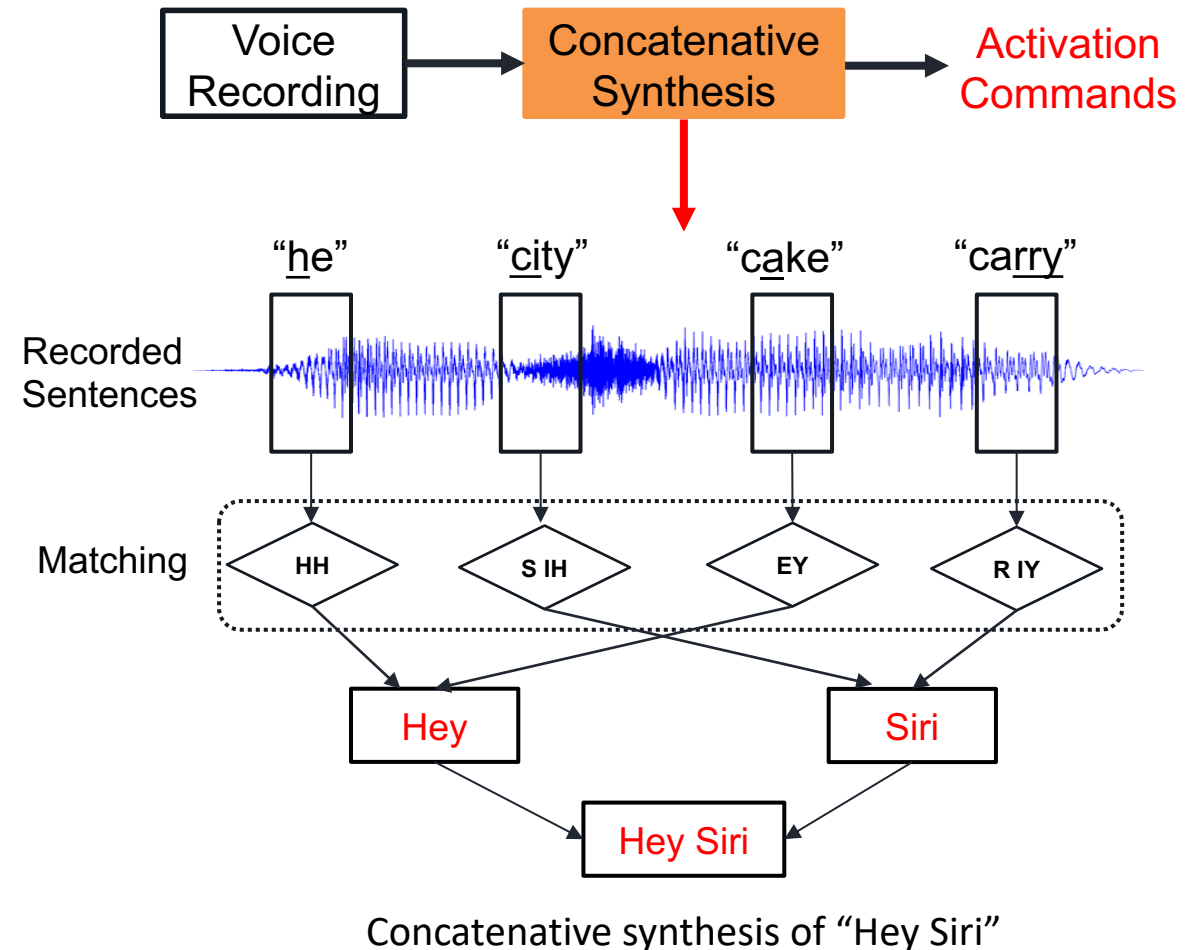 Voice
Recording
Concatenative
Synthesis
Activation
Commands
“he”
“city”
“cake”
“carry”
Recorded
Sentences
Matching
HH
S IH
EY
R IY
Hey
Siri
Hey Siri
Concatenative synthesis of “Hey Siri”